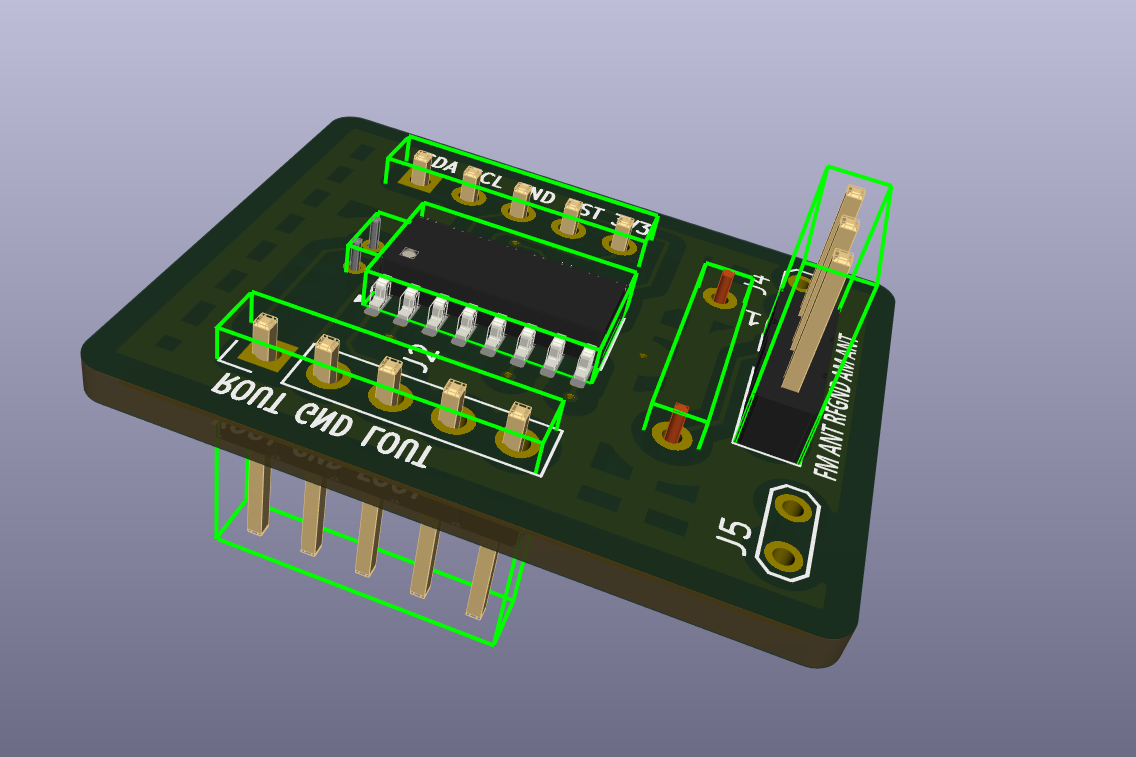 SDA SCL GND RST 3V3
J4
FM ANT RFGND AM ANT
J2
ROUT GND LOUT
J5